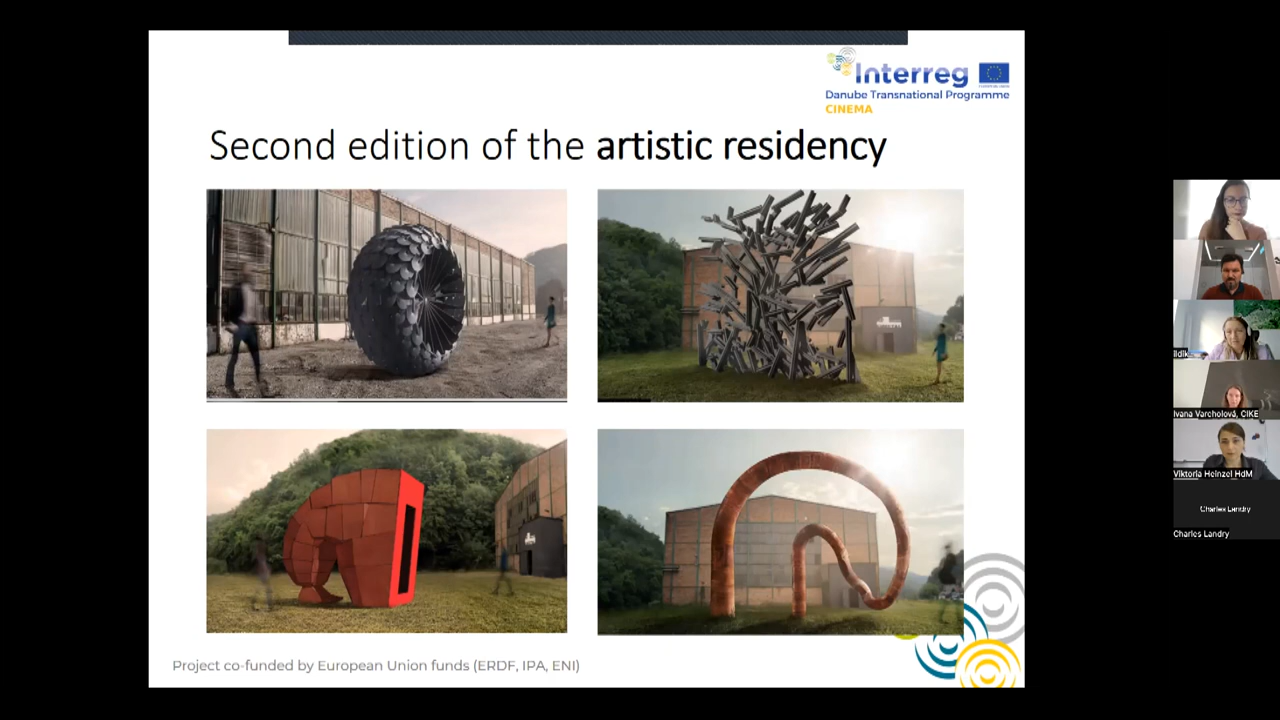 Interreg
Danube Transnational Programme
CINEMA
Second edition of the artistic residency
Project co-funded by European Union funds (ERDF, IPA, ENI)
ildik
Ivana Varcholová, CIKE
Viktoria Heinzel HdM
Charles Landry
Charles Landry